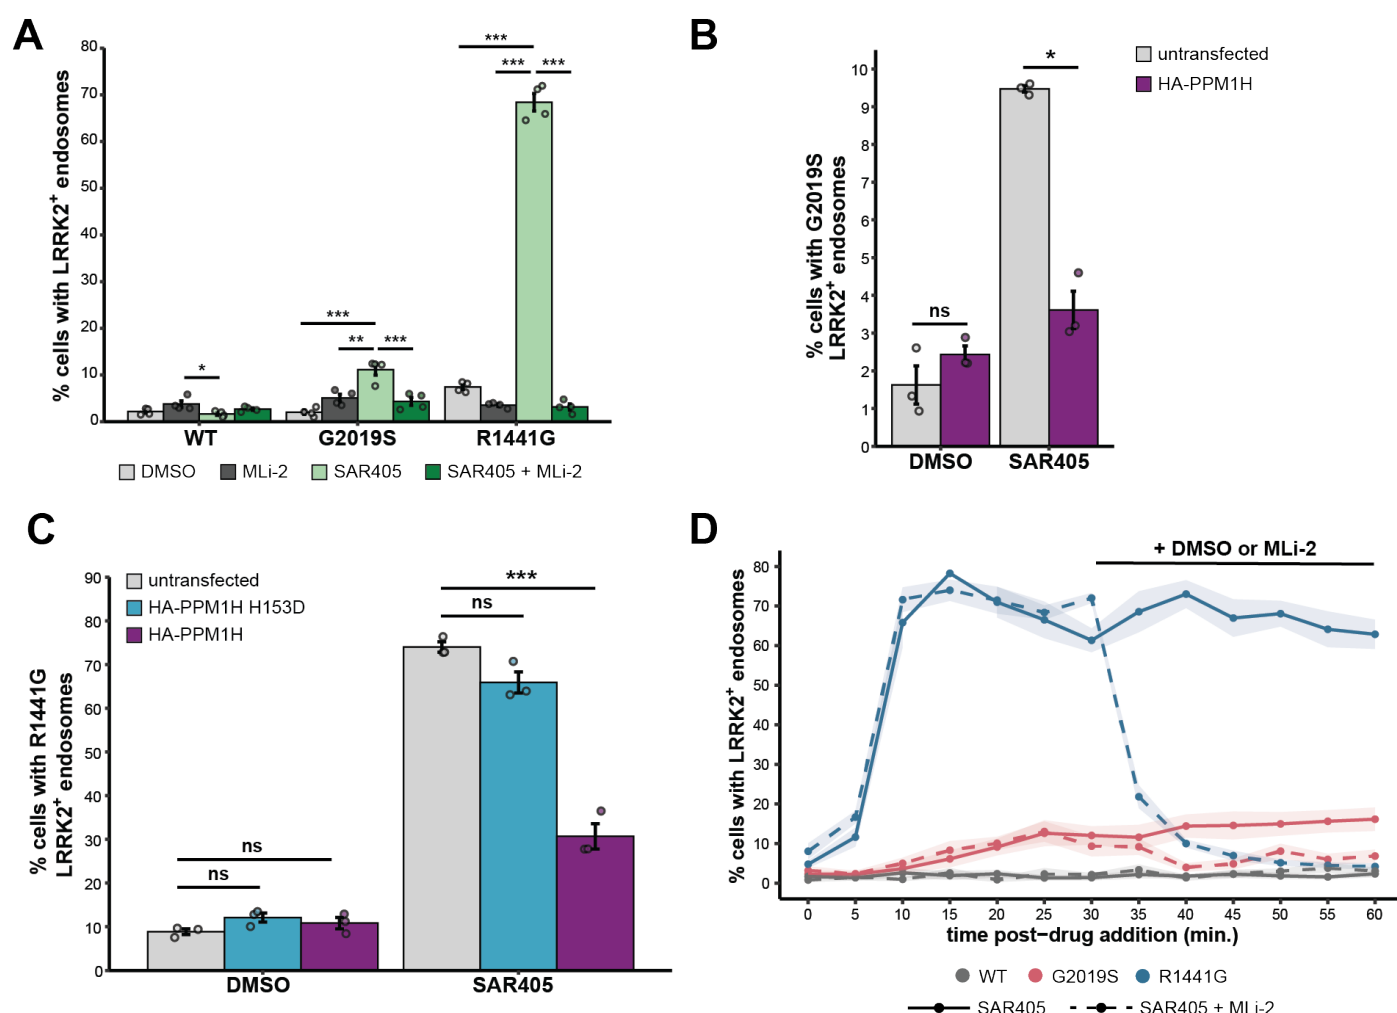 A
% cells with LRRK2+ endosomes
80
70
60
50
40
30
20
10
0
*
***
**
***
***
***
***
WT
G2019S
R1441G
DMSO
MLi-2
SAR405
SAR405 + MLi-2
B
% cells with G2019S
LRRK2+ endosomes
10
9
8
7
6
5
4
3
2
1
0
ns
*
untransfected
HA-PPM1H
DMSO
SAR405
C
% cells with R1441G
LRRK2+ endosomes
90
80
70
60
50
40
30
20
10
0
untransfected
HA-PPM1H H153D
HA-PPM1H
ns
ns
***
ns
DMSO
SAR405
D
+ DMSO or MLi-2
% cells with LRRK2+ endosomes
80
70
60
50
40
30
20
10
0
0 5 10 15 20 25 30 35 40 45 50 55 60
time post−drug addition (min.)
WT
G2019S
R1441G
SAR405
SAR405 + MLi-2